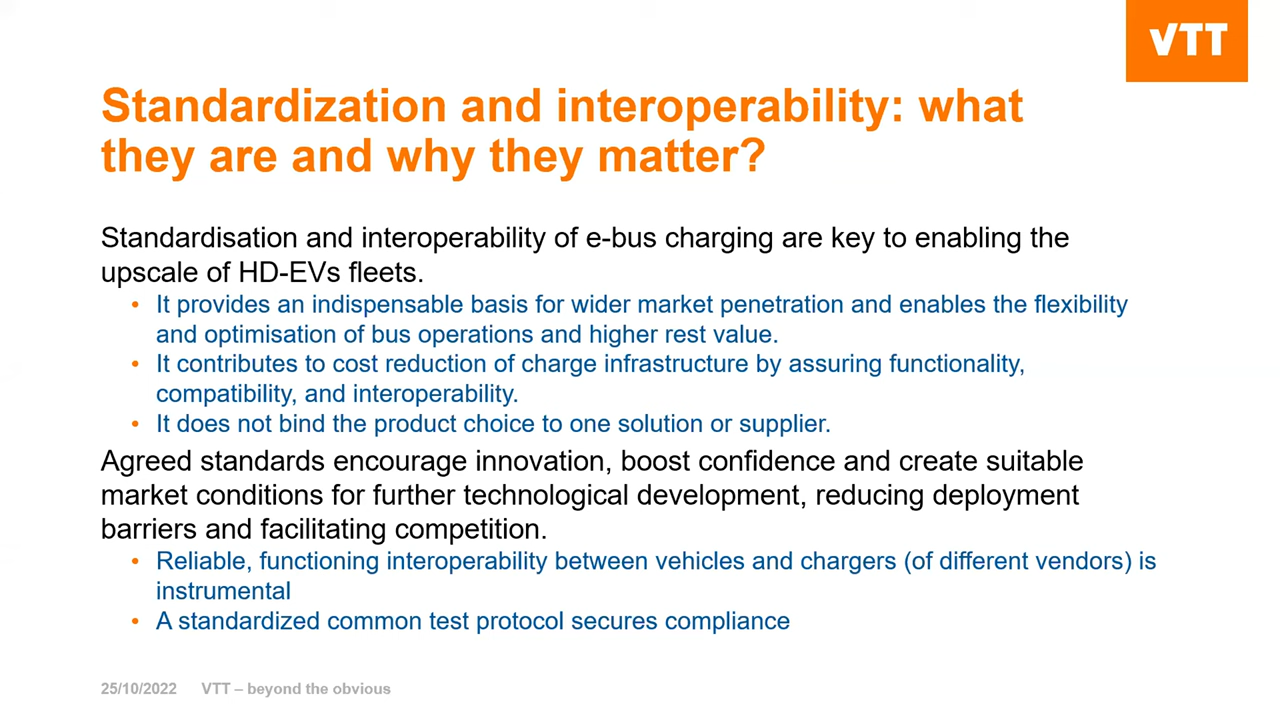 VTT
Standardization and interoperability: what
they are and why they matter?
Standardisation and interoperability of e-bus charging are key to enabling the
upscale of HD-EVs fleets.
• It provides an indispensable basis for wider market penetration and enables the flexibility
and optimisation of bus operations and higher rest value.
• It contributes to cost reduction of charge infrastructure by assuring functionality,
compatibility, and interoperability.
• It does not bind the product choice to one solution or supplier.
Agreed standards encourage innovation, boost confidence and create suitable
market conditions for further technological development, reducing deployment
barriers and facilitating competition.
• Reliable, functioning interoperability between vehicles and chargers (of different vendors) is
instrumental
• A standardized common test protocol secures compliance
25/10/2022 VTT – beyond the obvious